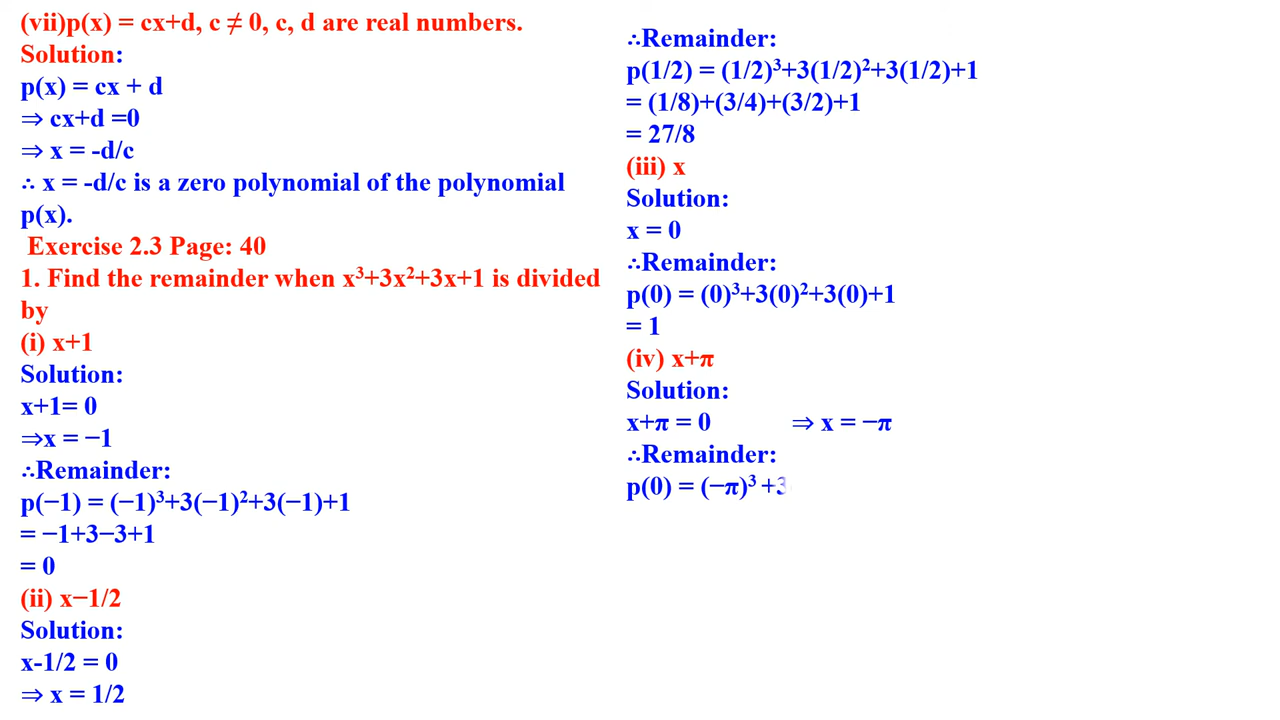 (vii)p(x) = cx+d, c ≠ 0, c, d are real numbers.
Solution:
p(x) = cx + d
⇒ cx+d =0
⇒ x = -d/c
∴ x = -d/c is a zero polynomial of the polynomial
p(x).
Exercise 2.3 Page: 40
1. Find the remainder when x³+3x²+3x+1 is divided
by
(i) x+1
Solution:
x+1= 0
⇒x = −1
∴Remainder:
p(−1) = (−1)³+3(−1)²+3(−1)+1
= −1+3−3+1
= 0
(ii) x−1/2
Solution:
x-1/2 = 0
⇒ x = 1/2
∴Remainder:
p(1/2) = (1/2)³+3(1/2)²+3(1/2)+1
= (1/8)+(3/4)+(3/2)+1
= 27/8
(iii) x
Solution:
x = 0
∴Remainder:
p(0) = (0)³+3(0)²+3(0)+1
= 1
(iv) x+π
Solution:
x+π = 0 ⇒ x = −π
∴Remainder:
p(0) = (−π)³ +3